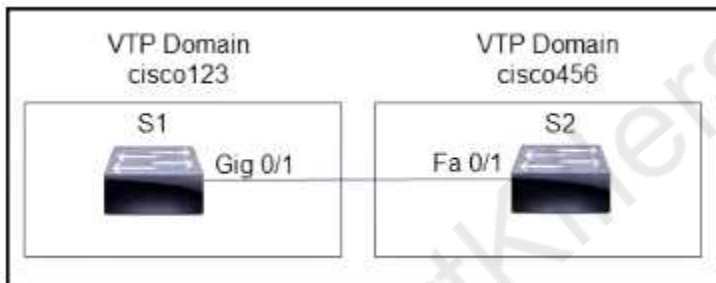 VTP Domain
cisco123
VTP Domain
cisco456
S1
S2
Gig 0/1
Fa 0/1